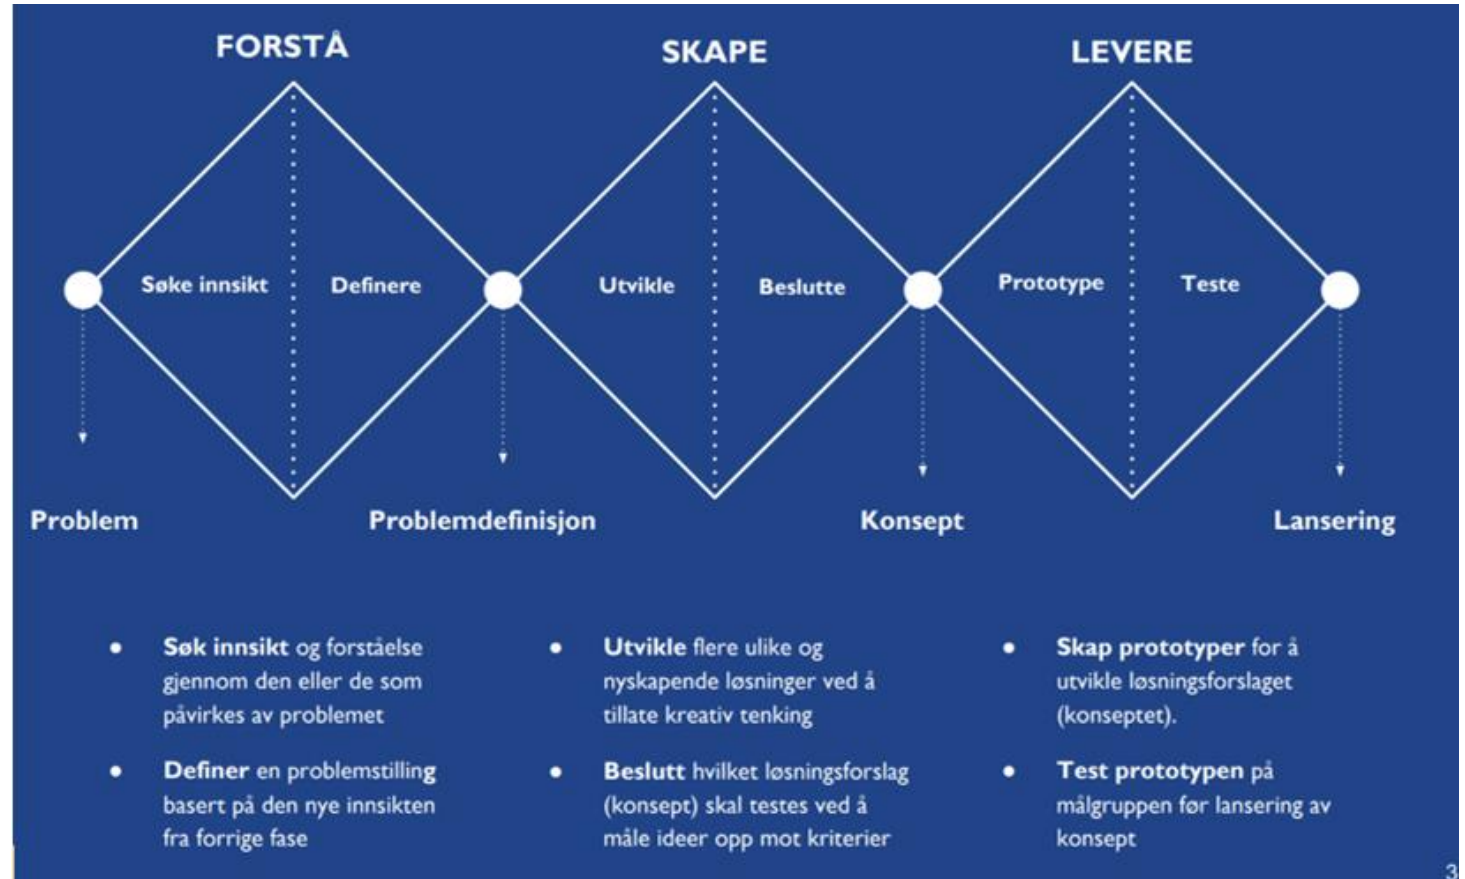 FORSTÅ
SKAPE
LEVERE
Søke innsikt
Definere
Utvikle
Beslutte
Prototype
Teste
Problem
Problemdefinisjon
Konsept
Lansering
• Søk innsikt og forståelse
gjennom den eller de som
påvirkes av problemet
• Definer en problemstilling
basert på den nye innsikten
fra forrige fase
• Utvikle flere ulike og
nyskapende løsninger ved å
tillate kreativ tenking
• Beslutt hvilket løsningsforslag
(konsept) skal testes ved å
måle ideer opp mot kriterier
• Skap prototyper for å
utvikle løsningsforslaget
(konseptet).
• Test prototypen på
målgruppen før lansering av
konsept
3